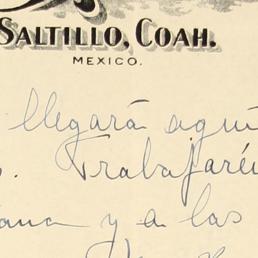 SALTILLO, COAH.
MEXICO.
llegará aquí
Trabajaré
y a las